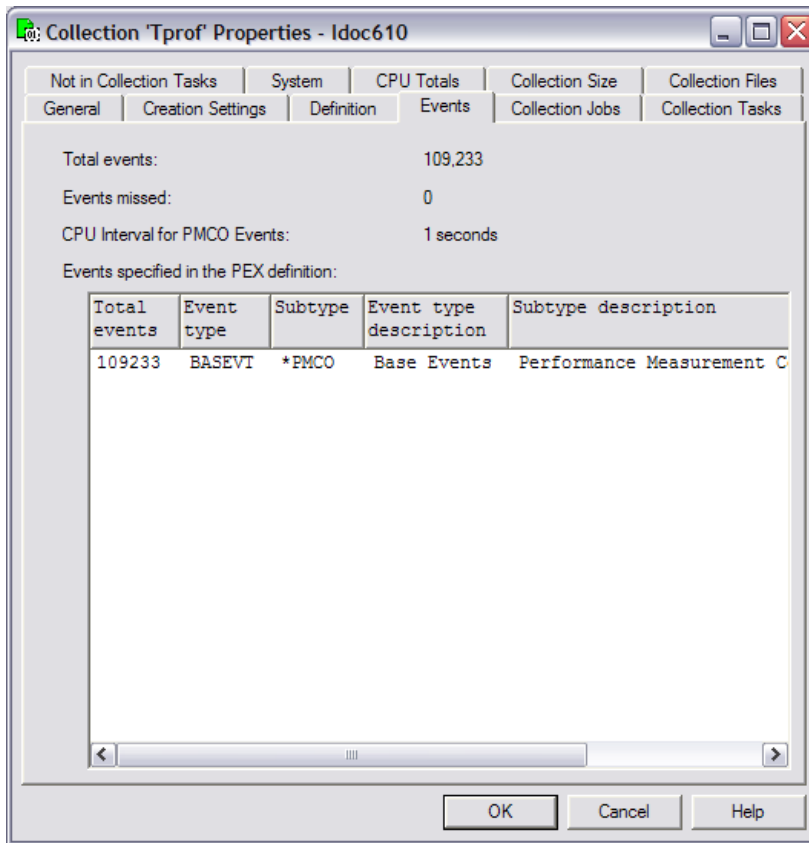 Collection 'Tprof' Properties - Idoc610
Not in Collection Tasks System CPU Totals Collection Size Collection Files
General Creation Settings Definition Events Collection Jobs Collection Tasks
Total events: 109,233
Events missed: 0
CPU Interval for PMCO Events: 1 seconds
Events specified in the PEX definition:
Total events Event type Subtype Event type description Subtype description
109233 BASEVT *PMCO Base Events Performance Measurement C
OK Cancel Help